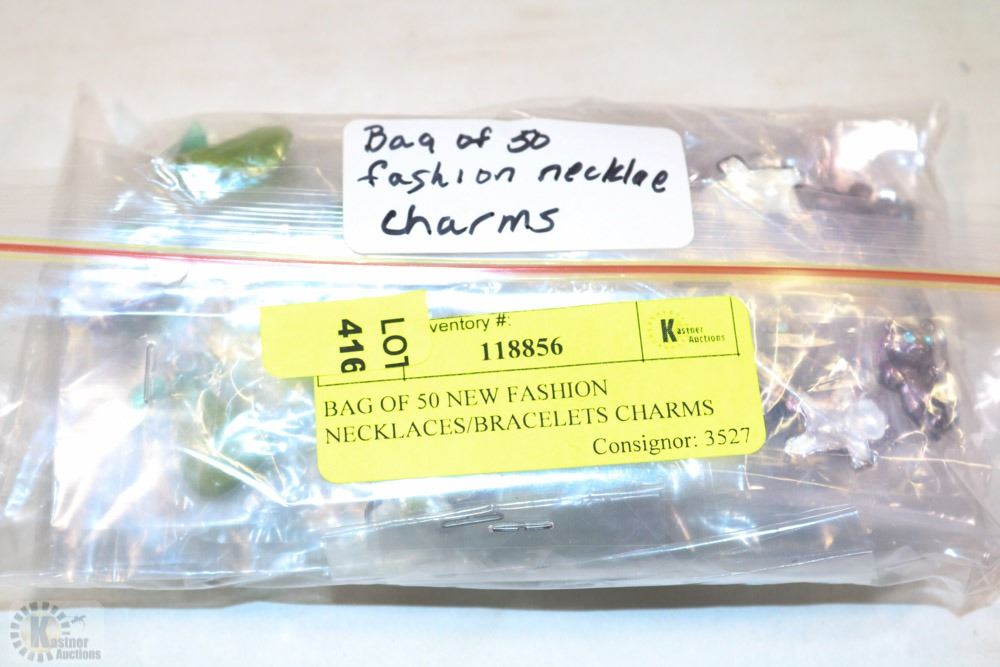 Bag of 50
fashion necklae
charms
LOT
416
ventory #:
118856
Kastner
Auctions
BAG OF 50 NEW FASHION
NECKLACES/BRACELETS CHARMS
Consignor: 3527
Kastner
Auctions